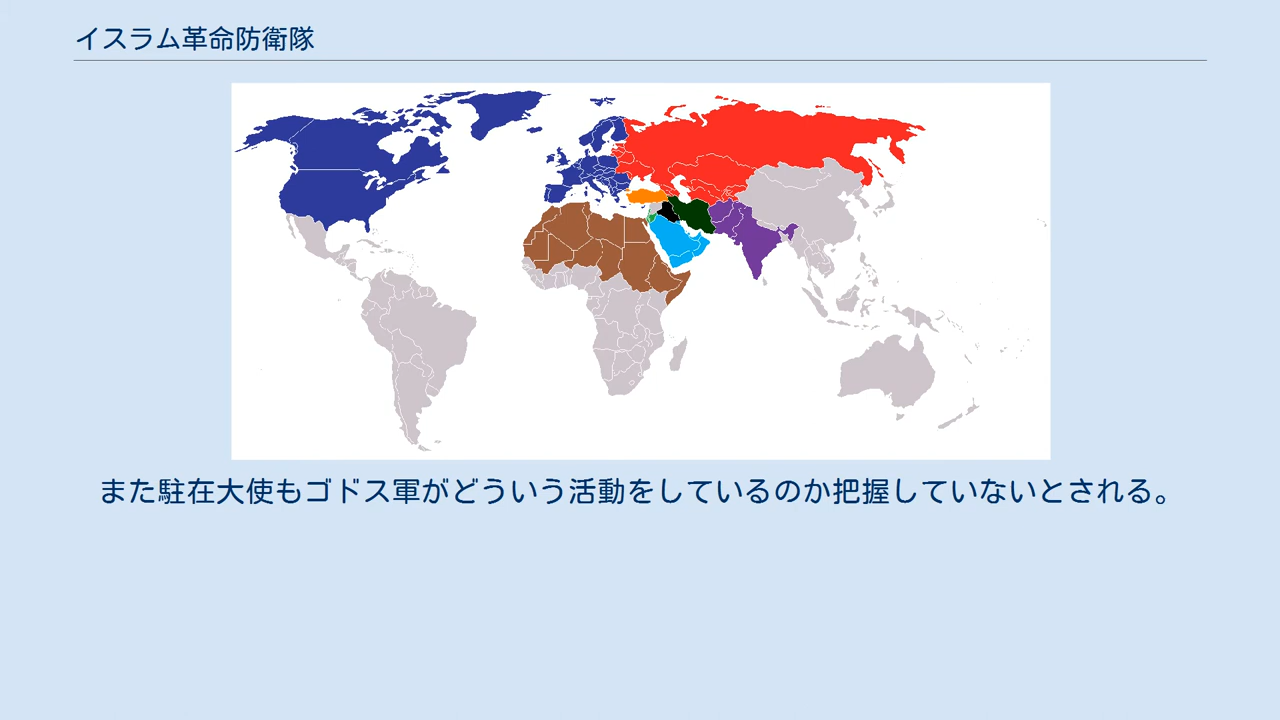 イスラム革命防衛隊
また駐在大使もゴドス軍がどういう活動をしているのか把握していないとされる。